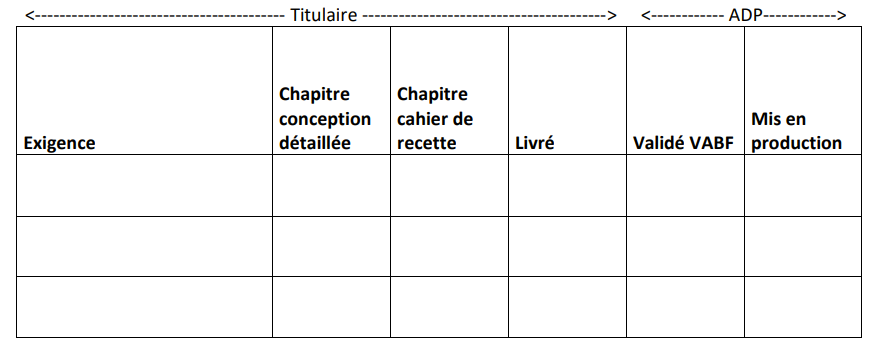 <----------------------------------------- Titulaire ----------------------------------------> <------------ ADP------------>
Exigence
Chapitre
conception
détaillée
Chapitre
cahier de
recette
Livré
Validé VABF
Mis en
production